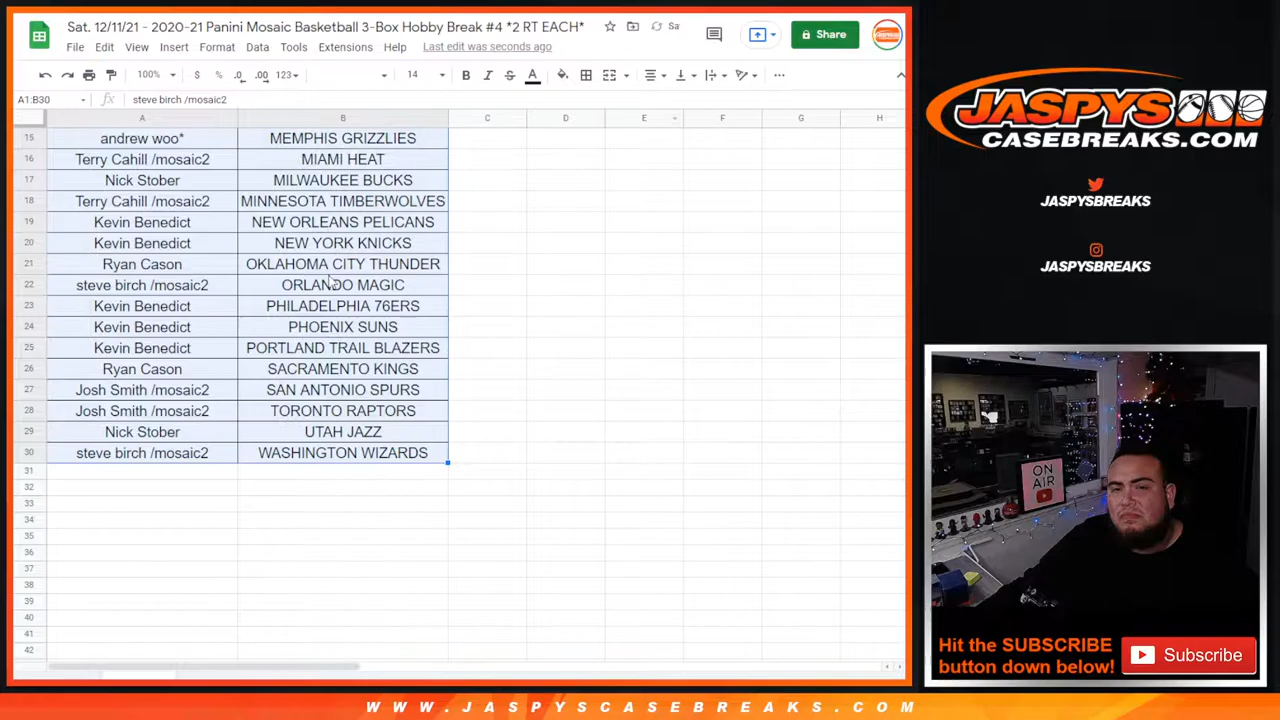 Sat. 12/11/21 - 2020-21 Panini Mosaic Basketball 3-Box Hobby Break #4 *2 RT EACH*
File Edit View Insert Format Data Tools Extensions Help Last edit was seconds ago
Share
100% $ % .0 .00 123 14 B I S A
A1:B30 fx steve birch /mosaic2
A B C D E F G H
15 andrew woo* MEMPHIS GRIZZLIES
16 Terry Cahill /mosaic2 MIAMI HEAT
17 Nick Stober MILWAUKEE BUCKS
18 Terry Cahill /mosaic2 MINNESOTA TIMBERWOLVES
19 Kevin Benedict NEW ORLEANS PELICANS
20 Kevin Benedict NEW YORK KNICKS
21 Ryan Cason OKLAHOMA CITY THUNDER
22 steve birch /mosaic2 ORLANDO MAGIC
23 Kevin Benedict PHILADELPHIA 76ERS
24 Kevin Benedict PHOENIX SUNS
25 Kevin Benedict PORTLAND TRAIL BLAZERS
26 Ryan Cason SACRAMENTO KINGS
27 Josh Smith /mosaic2 SAN ANTONIO SPURS
28 Josh Smith /mosaic2 TORONTO RAPTORS
29 Nick Stober UTAH JAZZ
30 steve birch /mosaic2 WASHINGTON WIZARDS
31
32
33
34
35
36
37
38
39
40
41
42
JASPYS
CASEBREAKS.COM
JASPYSBREAKS
JASPYSBREAKS
ON
AIR
Hit the SUBSCRIBE
button down below!
Subscribe
WWW.JASPYSCASEBREAKS.COM